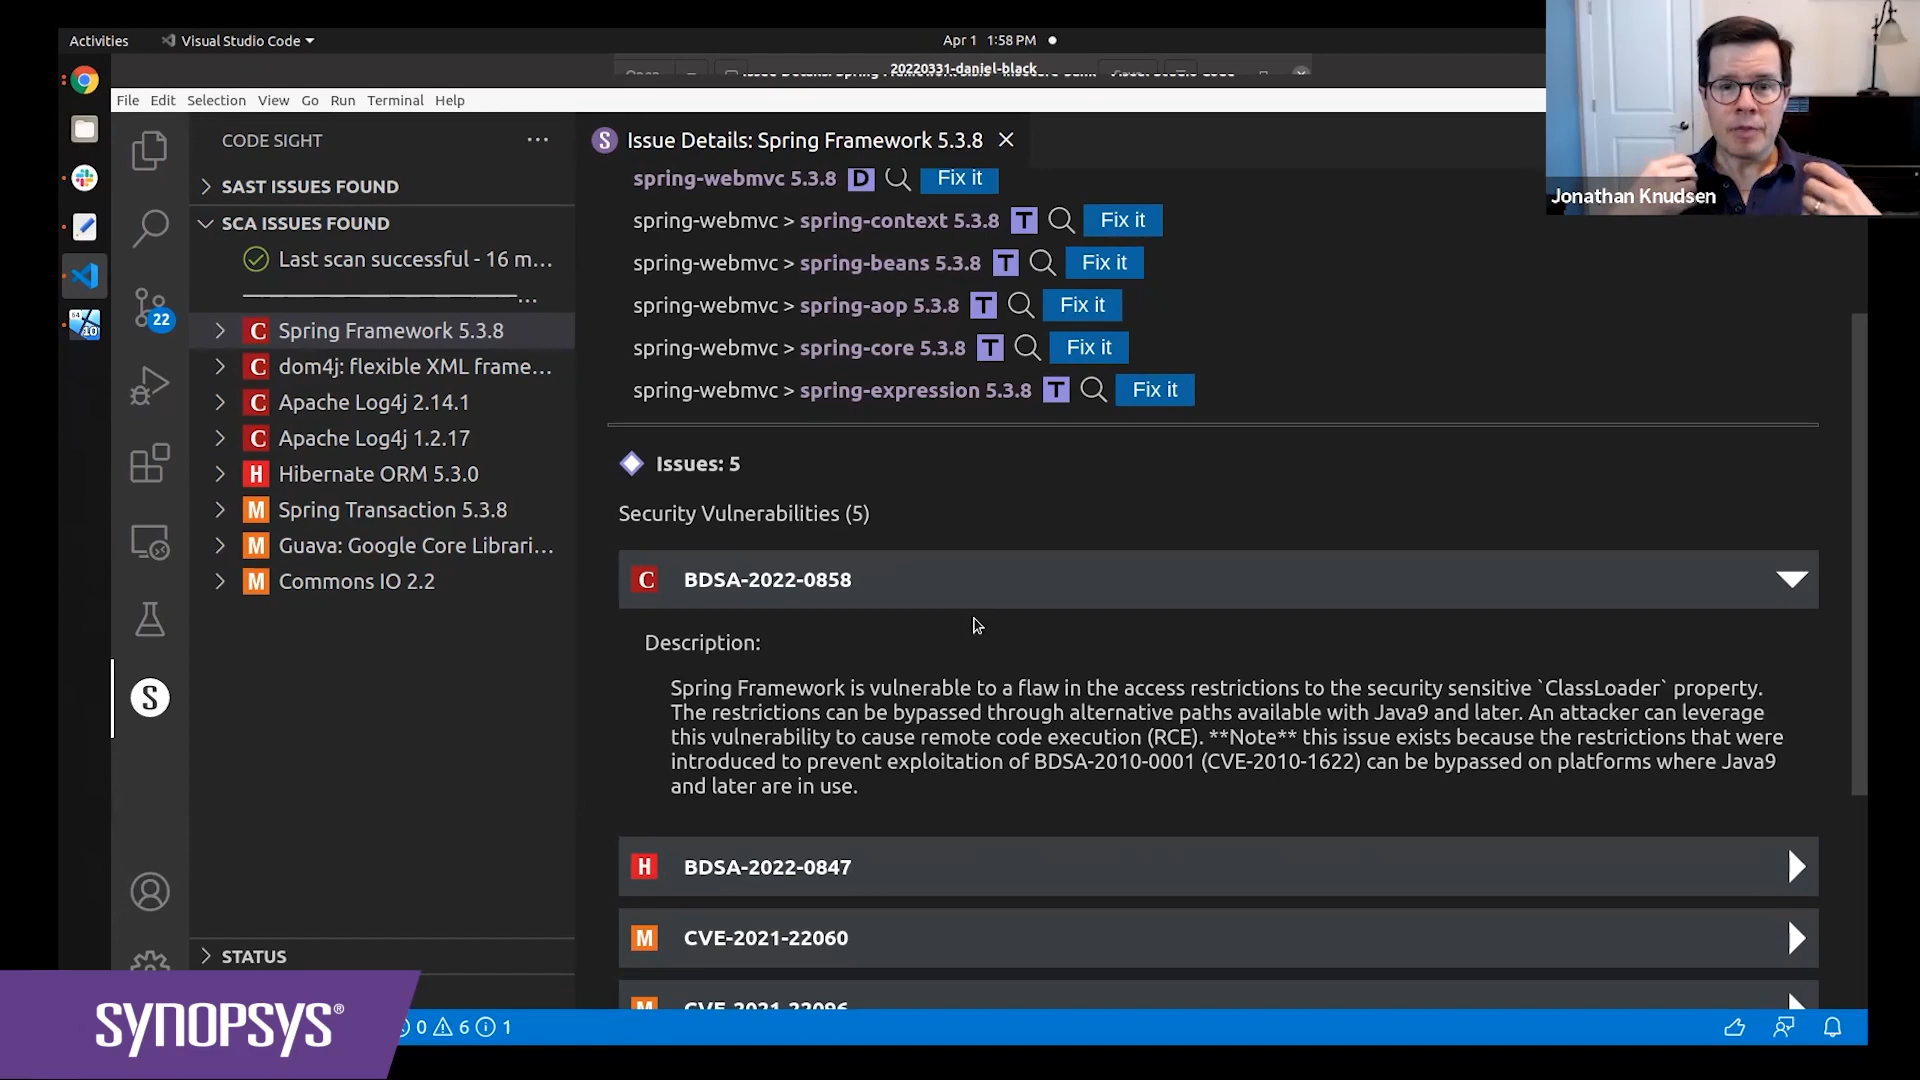 Activities
Visual Studio Code
Apr 1 1:58 PM
20220331-daniel-black
File Edit Selection View Go Run Terminal Help
CODE SIGHT
SAST ISSUES FOUND
SCA ISSUES FOUND
Last scan successful - 16 m...
...
C Spring Framework 5.3.8
C dom4j: flexible XML frame...
C Apache Log4j 2.14.1
C Apache Log4j 1.2.17
H Hibernate ORM 5.3.0
M Spring Transaction 5.3.8
M Guava: Google Core Librari...
M Commons IO 2.2
STATUS
22
S
S Issue Details: Spring Framework 5.3.8
spring-webmvc 5.3.8 D Fix it
spring-webmvc > spring-context 5.3.8 T Fix it
spring-webmvc > spring-beans 5.3.8 T Fix it
spring-webmvc > spring-aop 5.3.8 T Fix it
spring-webmvc > spring-core 5.3.8 T Fix it
spring-webmvc > spring-expression 5.3.8 T Fix it
Issues: 5
Security Vulnerabilities (5)
C BDSA-2022-0858
Description:
Spring Framework is vulnerable to a flaw in the access restrictions to the security sensitive `ClassLoader` property.
The restrictions can be bypassed through alternative paths available with Java9 and later. An attacker can leverage
this vulnerability to cause remote code execution (RCE). **Note** this issue exists because the restrictions that were
introduced to prevent exploitation of BDSA-2010-0001 (CVE-2010-1622) can be bypassed on platforms where Java9
and later are in use.
H BDSA-2022-0847
M CVE-2021-22060
M CVE-2021-22096
0 6 1
Jonathan Knudsen
SYNOPSYS®